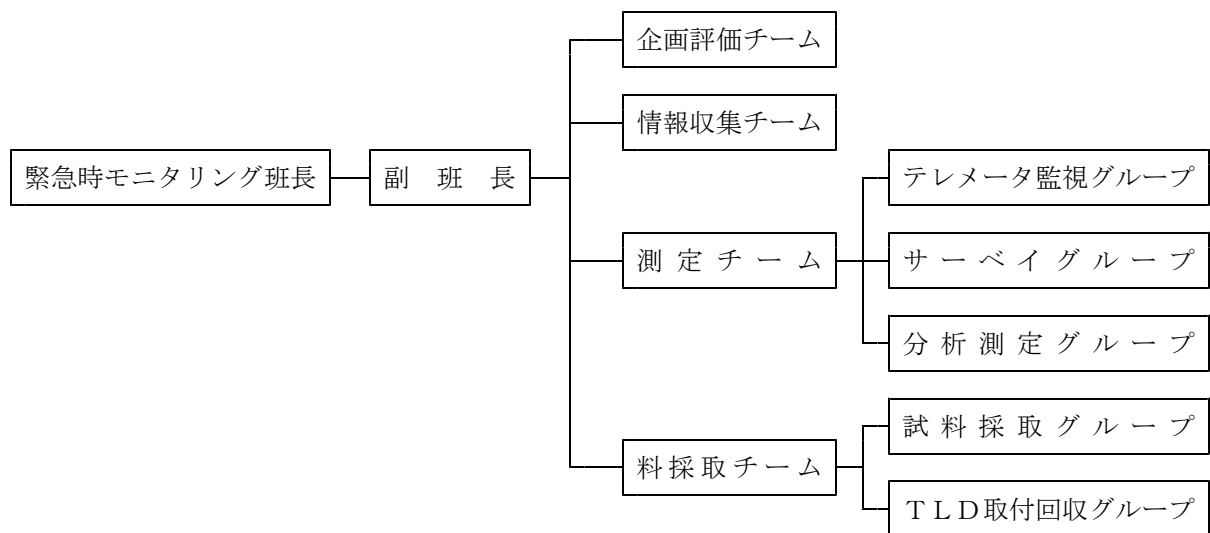 企画評価チーム
情報収集チーム
緊急時モニタリング班長
副班長
テレメータ監視グループ
測定チーム
サーベイグループ
分析測定グループ
試料採取グループ
料採取チーム
TLD取付回収グループ